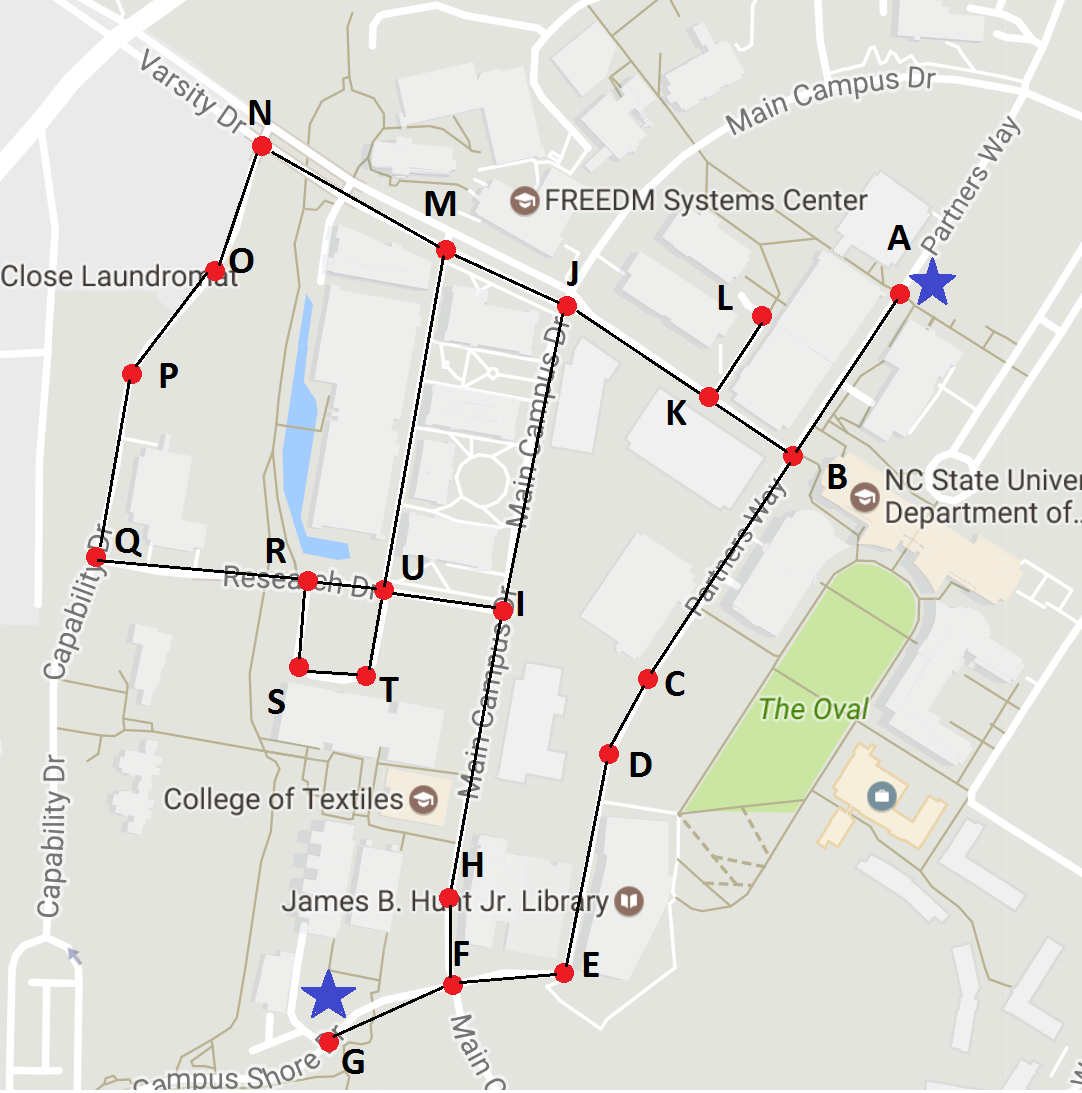 Varsity Dr
N
Main Campus Dr
Partners Way
M
FREEDM Systems Center
A
J
O
Close Laundromat
L
P
K
Main Campus Dr
B
NC State Univer
Department of..
Q
R
U
Research Dr
I
Partners Way
Capability Dr
S
T
C
Main Campus Dr
The Oval
D
College of Textiles
Capability Dr
H
James B. Hunt Jr. Library
F
E
G
Campus Shore Dr
Main C
W